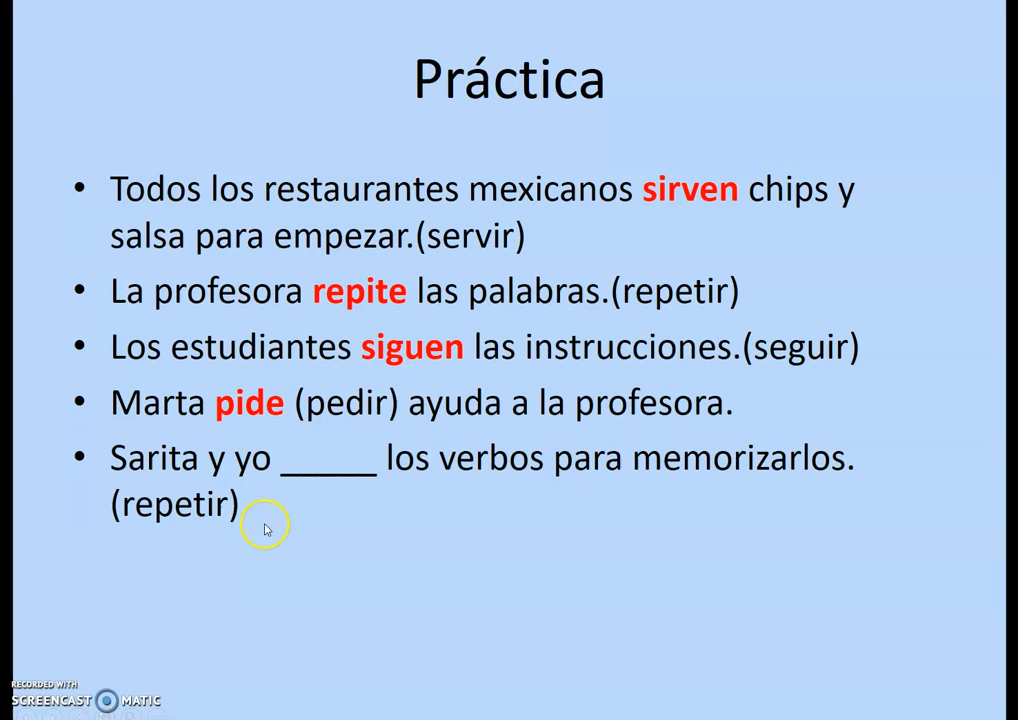 Práctica
• Todos los restaurantes mexicanos sirven chips y
salsa para empezar.(servir)
• La profesora repite las palabras.(repetir)
• Los estudiantes siguen las instrucciones.(seguir)
• Marta pide (pedir) ayuda a la profesora.
• Sarita y yo _____ los verbos para memorizarlos.
(repetir)
RECORDED WITH
SCREENCAST MATIC